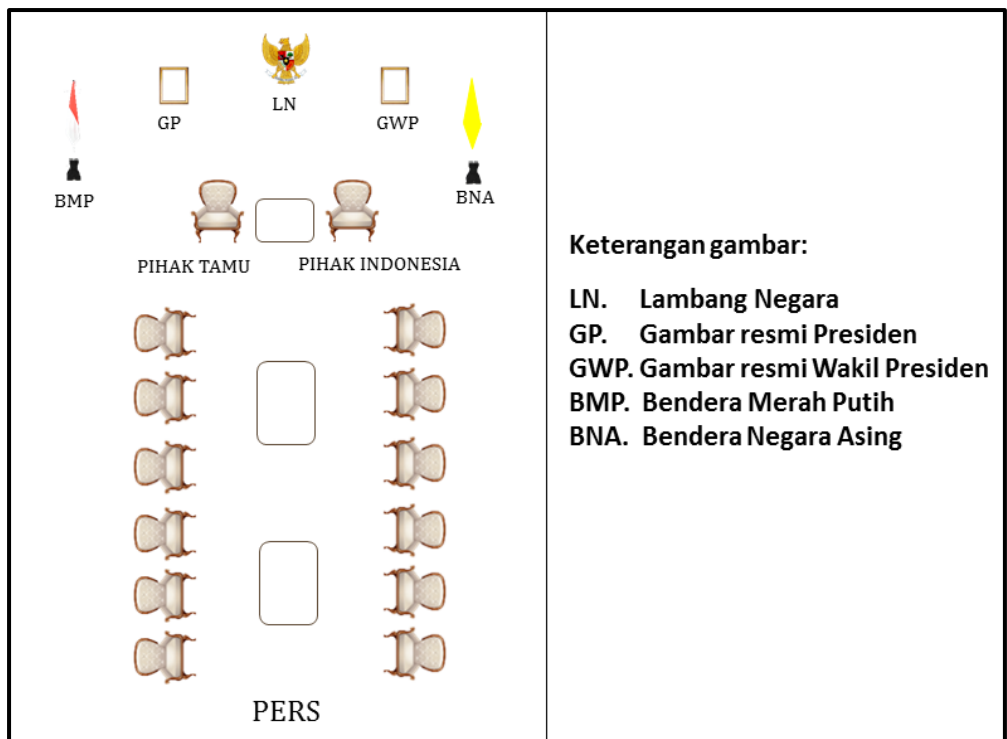 LN
GP
GWP
BMP
BNA
PIHAK TAMU
PIHAK INDONESIA
PERS
Keterangan gambar:
LN. Lambang Negara
GP. Gambar resmi Presiden
GWP. Gambar resmi Wakil Presiden
BMP. Bendera Merah Putih
BNA. Bendera Negara Asing